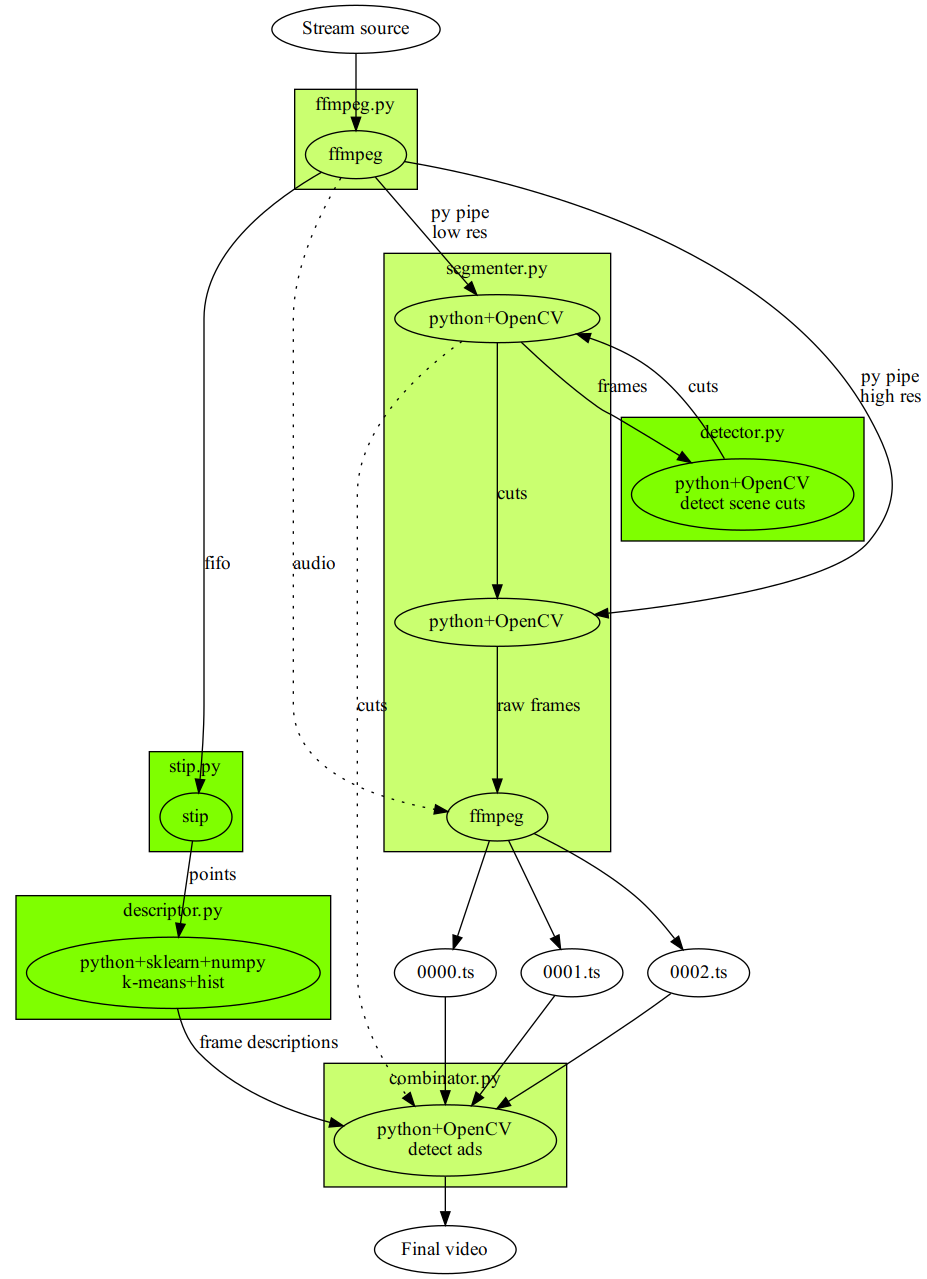 Stream source
ffmpeg.py
ffmpeg
py pipe
low res
segmenter.py
python+OpenCV
py pipe
high res
frames
cuts
detector.py
python+OpenCV
detect scene cuts
cuts
fifo
audio
python+OpenCV
cuts
raw frames
stip.py
stip
ffmpeg
points
descriptor.py
python+sklearn+numpy
k-means+hist
0000.ts
0001.ts
0002.ts
frame descriptions
combinator.py
python+OpenCV
detect ads
Final video